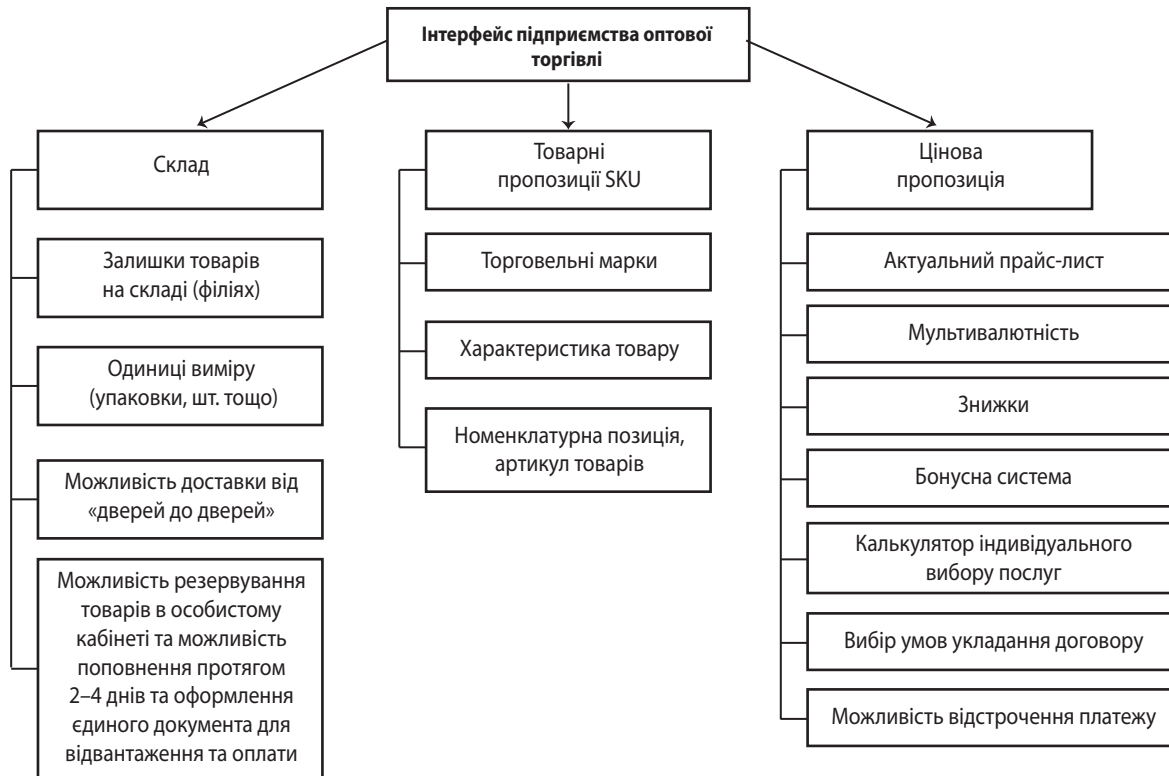 Інтерфейс підприємства оптової
торгівлі
Склад
Залишки товарів
на складі (філіях)
Одиниці виміру
(упаковки, шт. тощо)
Можливість доставки від
«дверей до дверей»
Можливість резервування
товарів в особистому
кабінеті та можливість
поповнення протягом
2–4 днів та оформлення
єдиного документа для
відвантаження та оплати
Товарні
пропозиції SKU
Торговельні марки
Характеристика товару
Номенклатурна позиція,
артикул товарів
Цінова
пропозиція
Актуальний прайс-лист
Мультивалютність
Знижки
Бонусна система
Калькулятор індивідуального
вибору послуг
Вибір умов укладання договору
Можливість відстрочення платежу